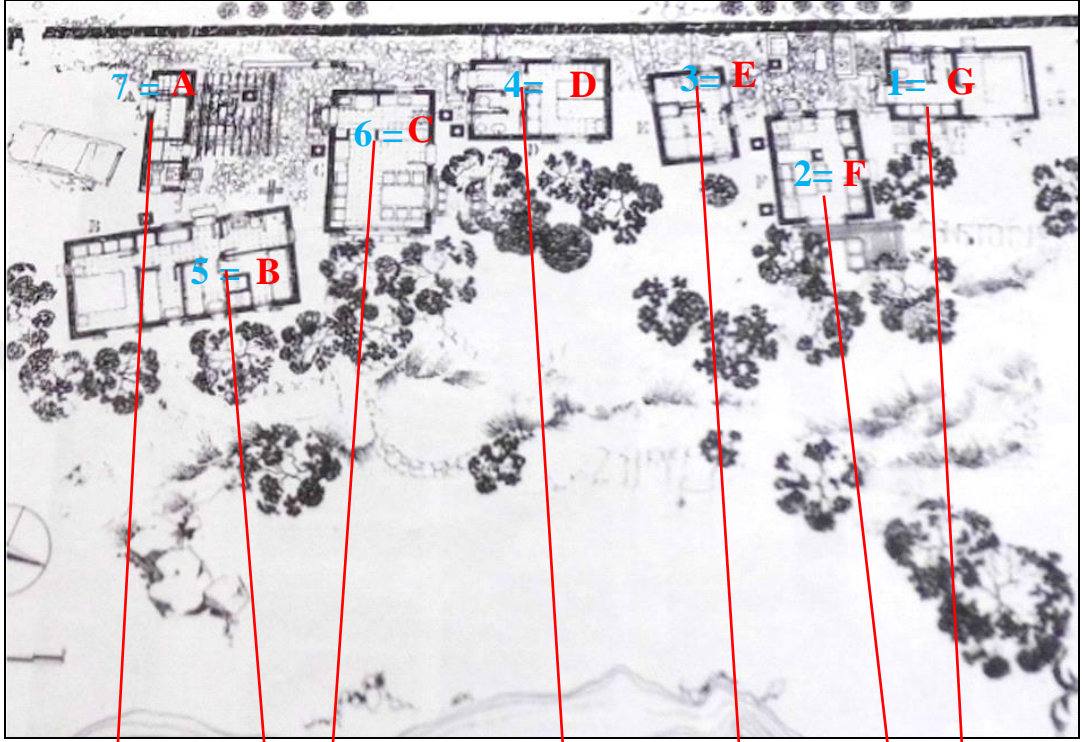 7 = A
6 = C
4= D
3= E
1= G
2= F
5 = B
A
B
C
D
E
F
G